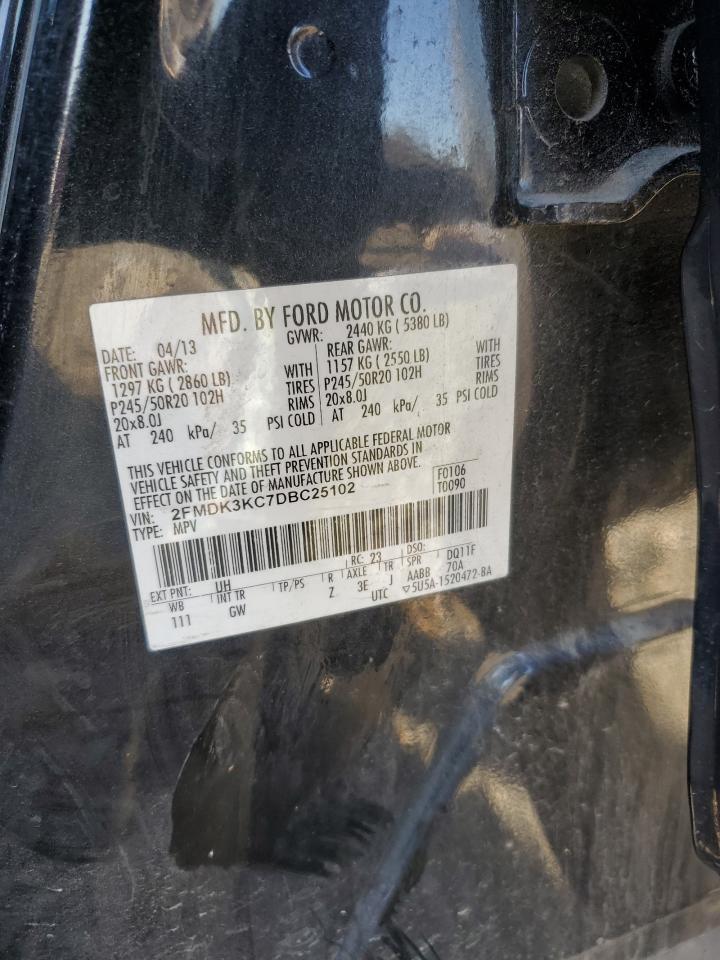 MFD. BY FORD MOTOR CO.
DATE: 04/13 GVWR: 2440 KG ( 5380 LB)
FRONT GAWR: REAR GAWR:
1297 KG ( 2860 LB) WITH 1157 KG ( 2550 LB) WITH
P245/50R20 102H TIRES P245/50R20 102H TIRES
20x8.0J RIMS 20x8.0J RIMS
AT 240 kPa/ 35 PSI COLD AT 240 kPa/ 35 PSI COLD
THIS VEHICLE CONFORMS TO ALL APPLICABLE FEDERAL MOTOR
VEHICLE SAFETY AND THEFT PREVENTION STANDARDS IN
EFFECT ON THE DATE OF MANUFACTURE SHOWN ABOVE.
VIN: 2FMDK3KC7DBC25102 F0106
TYPE: MPV T0090
EXT PNT: UH RC: 23 DSO:
WB INT TR TP/PS R AXLE TR SPR DQ11F
111 GW Z 3E J AABB 70A
UTC ▽5U5A-1520472-BA